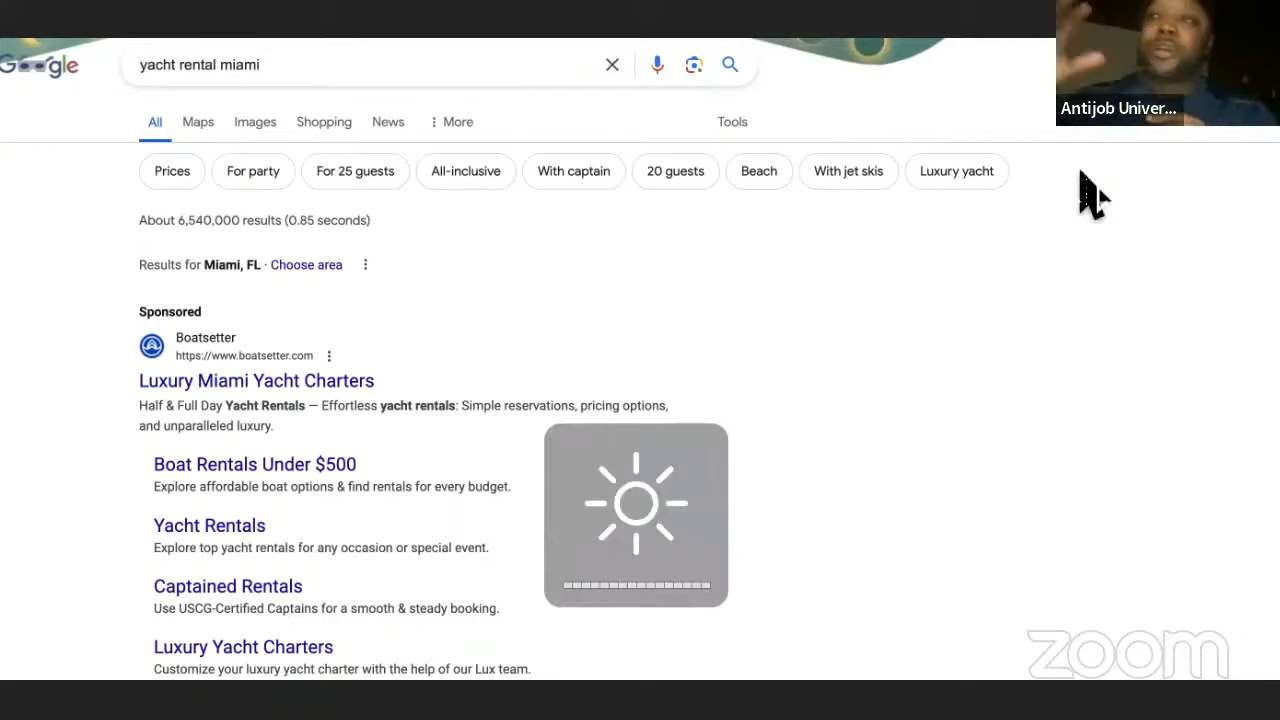 Google
yacht rental miami
Antijob Univer...
All Maps Images Shopping News More Tools
Prices For party For 25 guests All-inclusive With captain 20 guests Beach With jet skis Luxury yacht
About 6,540,000 results (0.85 seconds)
Results for Miami, FL · Choose area
Sponsored
Boatsetter
https://www.boatsetter.com
Luxury Miami Yacht Charters
Half & Full Day Yacht Rentals — Effortless yacht rentals: Simple reservations, pricing options,
and unparalleled luxury.
Boat Rentals Under $500
Explore affordable boat options & find rentals for every budget.
Yacht Rentals
Explore top yacht rentals for any occasion or special event.
Captained Rentals
Use USCG-Certified Captains for a smooth & steady booking.
Luxury Yacht Charters
Customize your luxury yacht charter with the help of our Lux team.
zoom